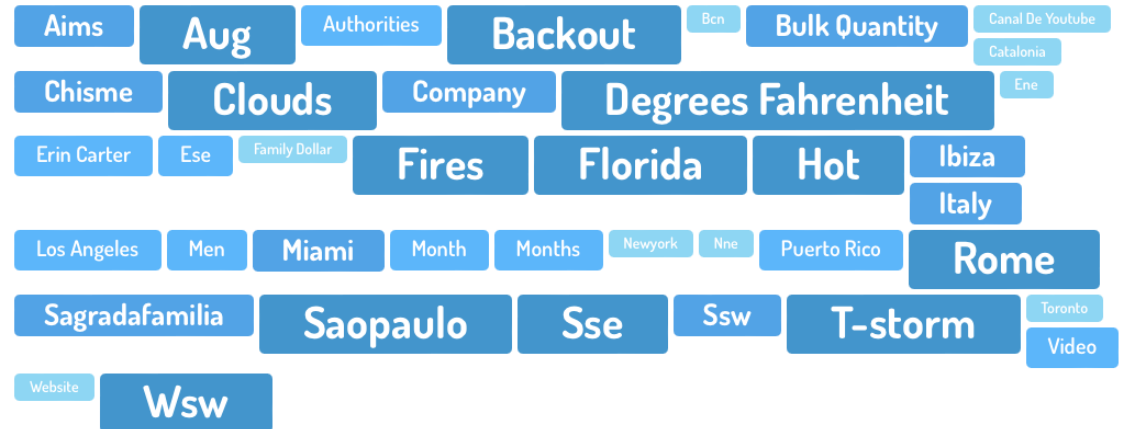 Aims Aug Authorities Backout Bcn Bulk Quantity Canal De Youtube
Catalonia
Chisme Clouds Company Degrees Fahrenheit Ene
Erin Carter Ese Family Dollar Fires Florida Hot Ibiza
Italy
Los Angeles Men Miami Month Months Newyork Nne Puerto Rico Rome
Sagradafamilia Saopaulo Sse Ssw T-storm Toronto
Video
Website Wsw